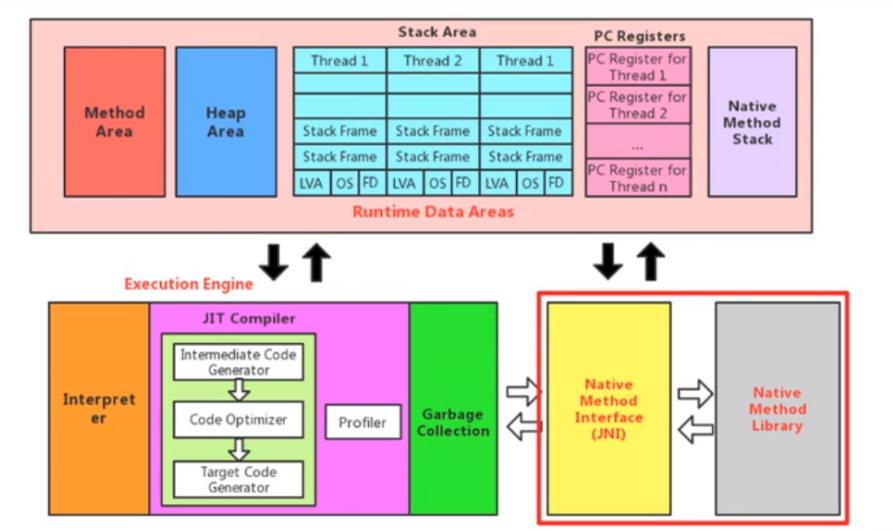 Stack Area
PC Registers
Method
Area
Heap
Area
Thread 1
Thread 2
Thread 1
Stack Frame
Stack Frame
Stack Frame
Stack Frame
Stack Frame
Stack Frame
LVA
OS
FD
LVA
OS
FD
LVA
OS
FD
PC Register for
Thread 1
PC Register for
Thread 2
...
PC Register for
Thread n
Native
Method
Stack
Runtime Data Areas
Execution Engine
Interpret
er
JIT Compiler
Intermediate Code
Generator
Code Optimizer
Target Code
Generator
Profiler
Garbage
Collection
Native
Method
Interface
(JNI)
Native
Method
Library